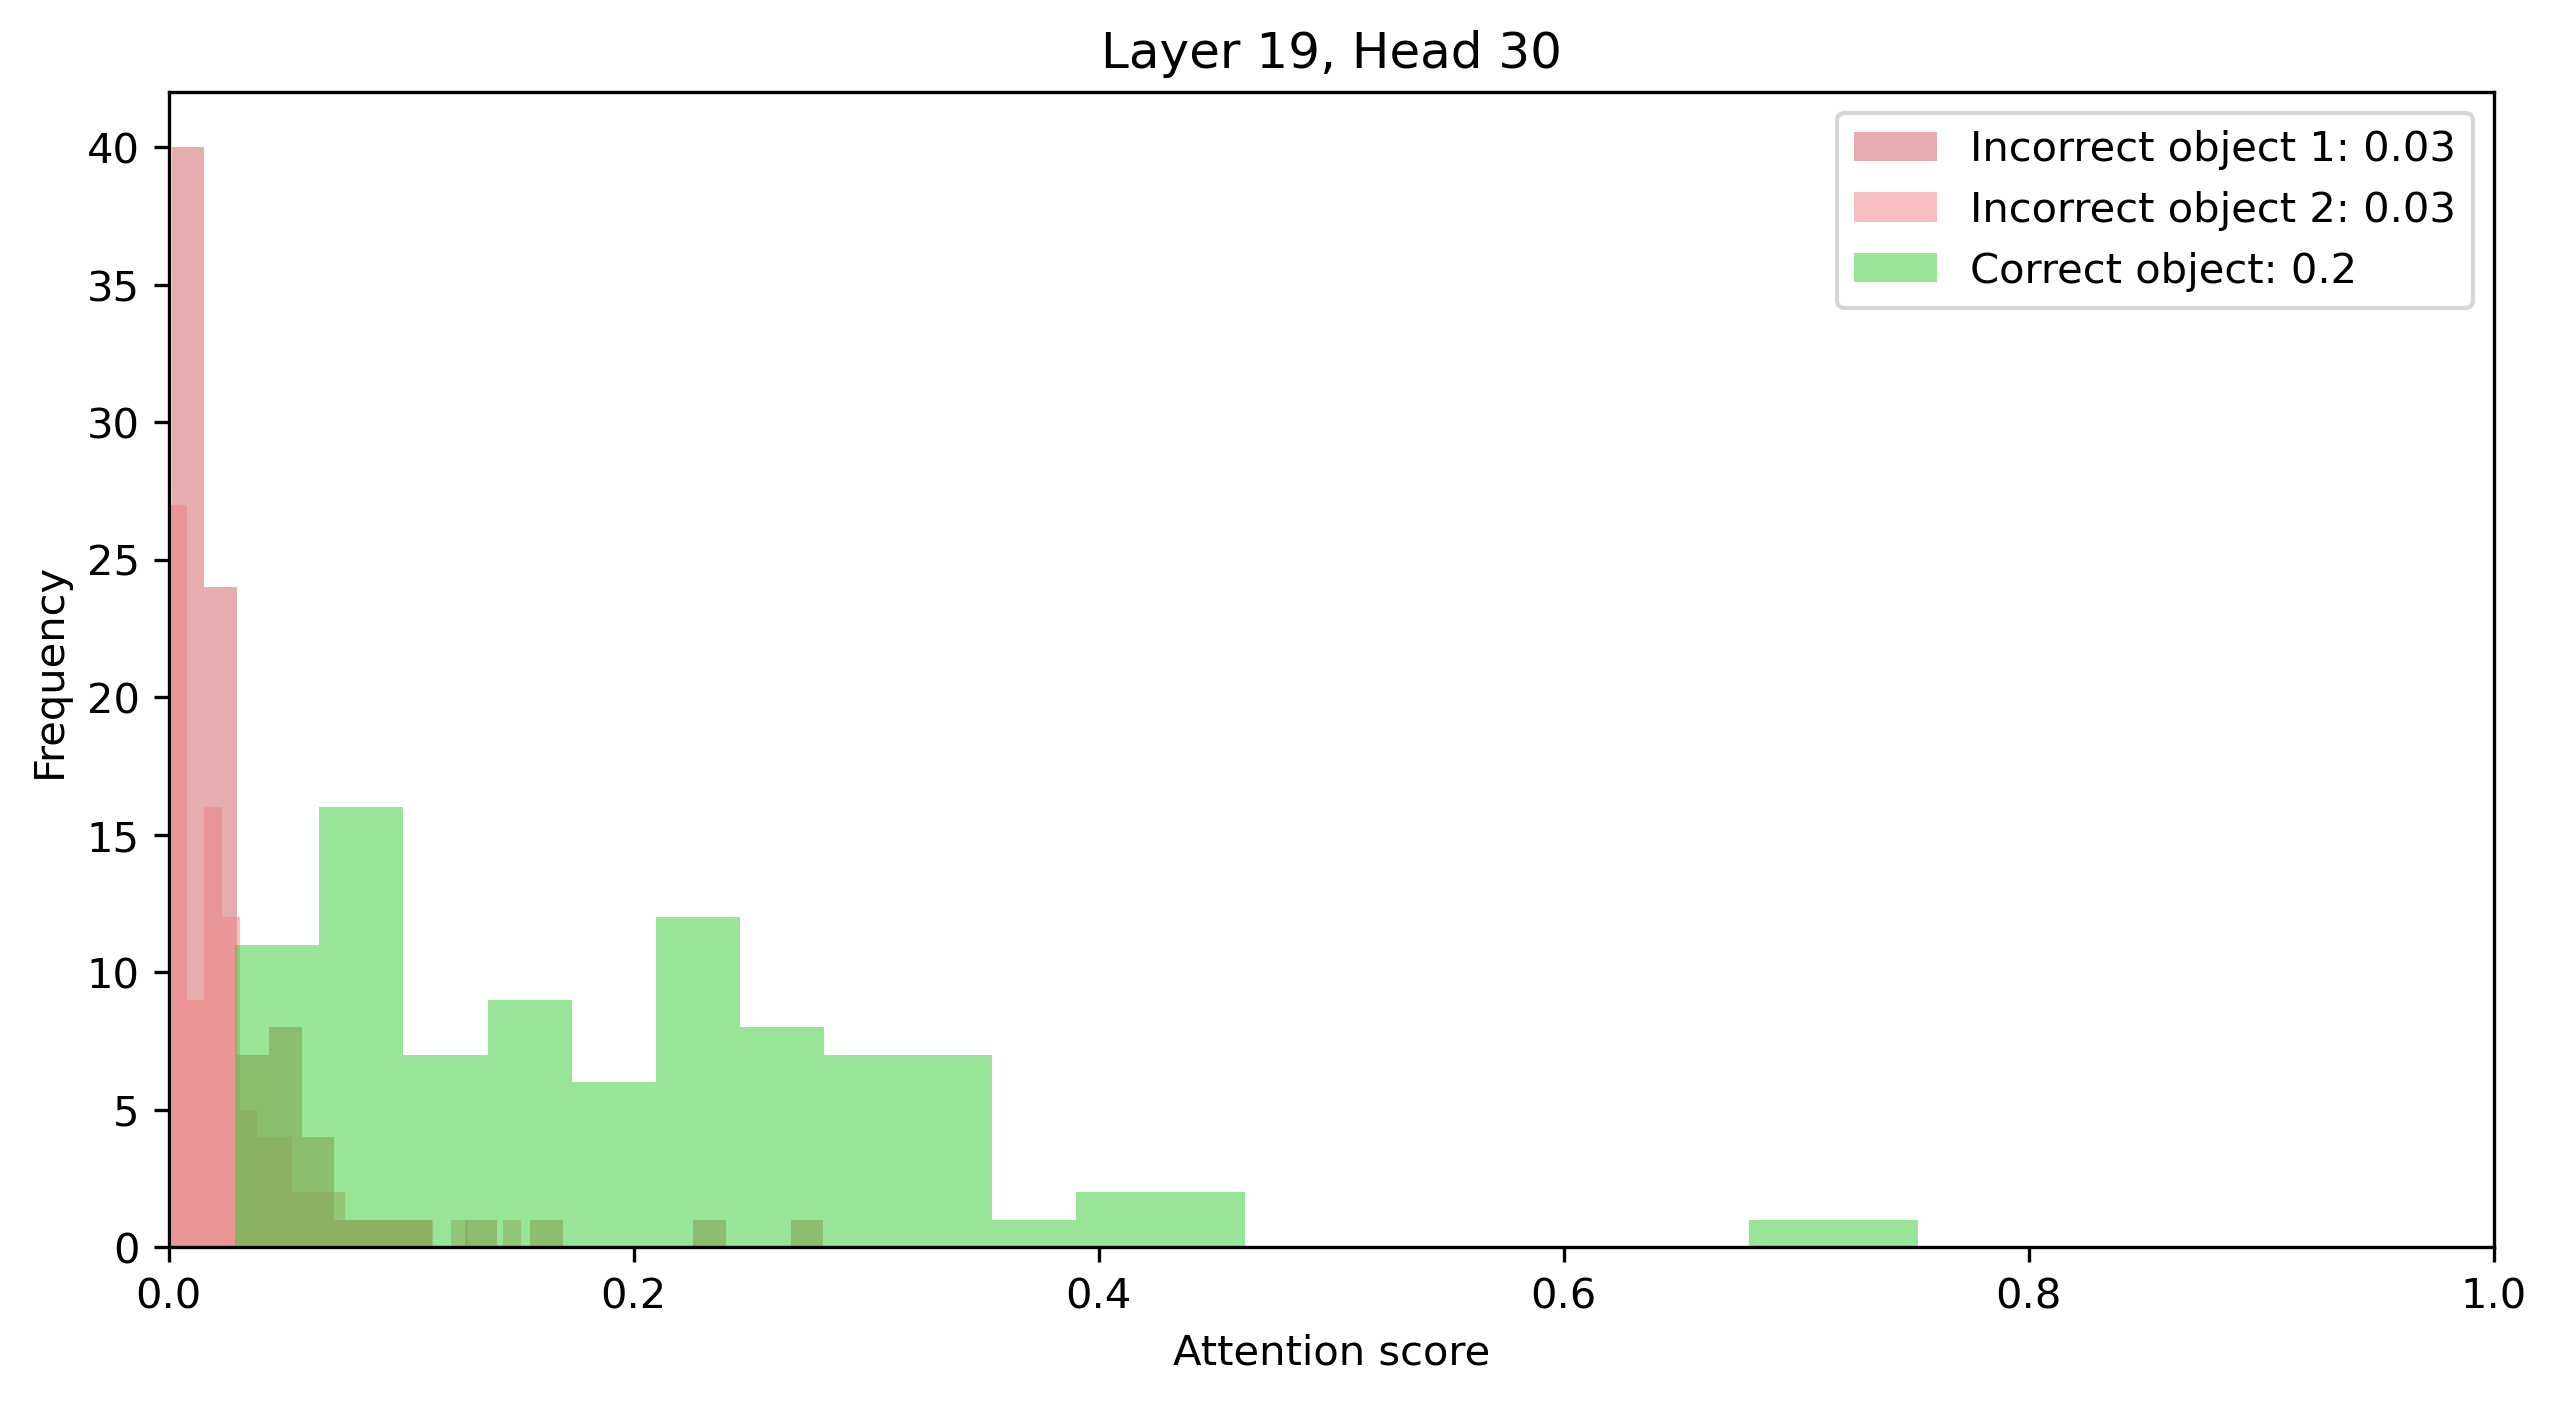 Layer 19, Head 30
Incorrect object 1: 0.03
Incorrect object 2: 0.03
Correct object: 0.2
Frequency
40
35
30
25
20
15
10
5
0
0.0 0.2 0.4 0.6 0.8 1.0
Attention score